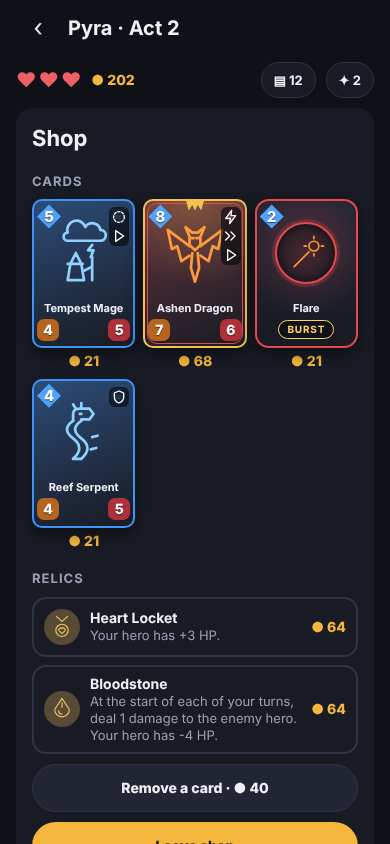 Pyra · Act 2
202
12
2
Shop
CARDS
5
Tempest Mage
4
5
21
8
Ashen Dragon
7
6
68
2
Flare
BURST
21
4
Reef Serpent
4
5
21
RELICS
Heart Locket
Your hero has +3 HP.
64
Bloodstone
At the start of each of your turns,
deal 1 damage to the enemy hero.
Your hero has -4 HP.
64
Remove a card · 40